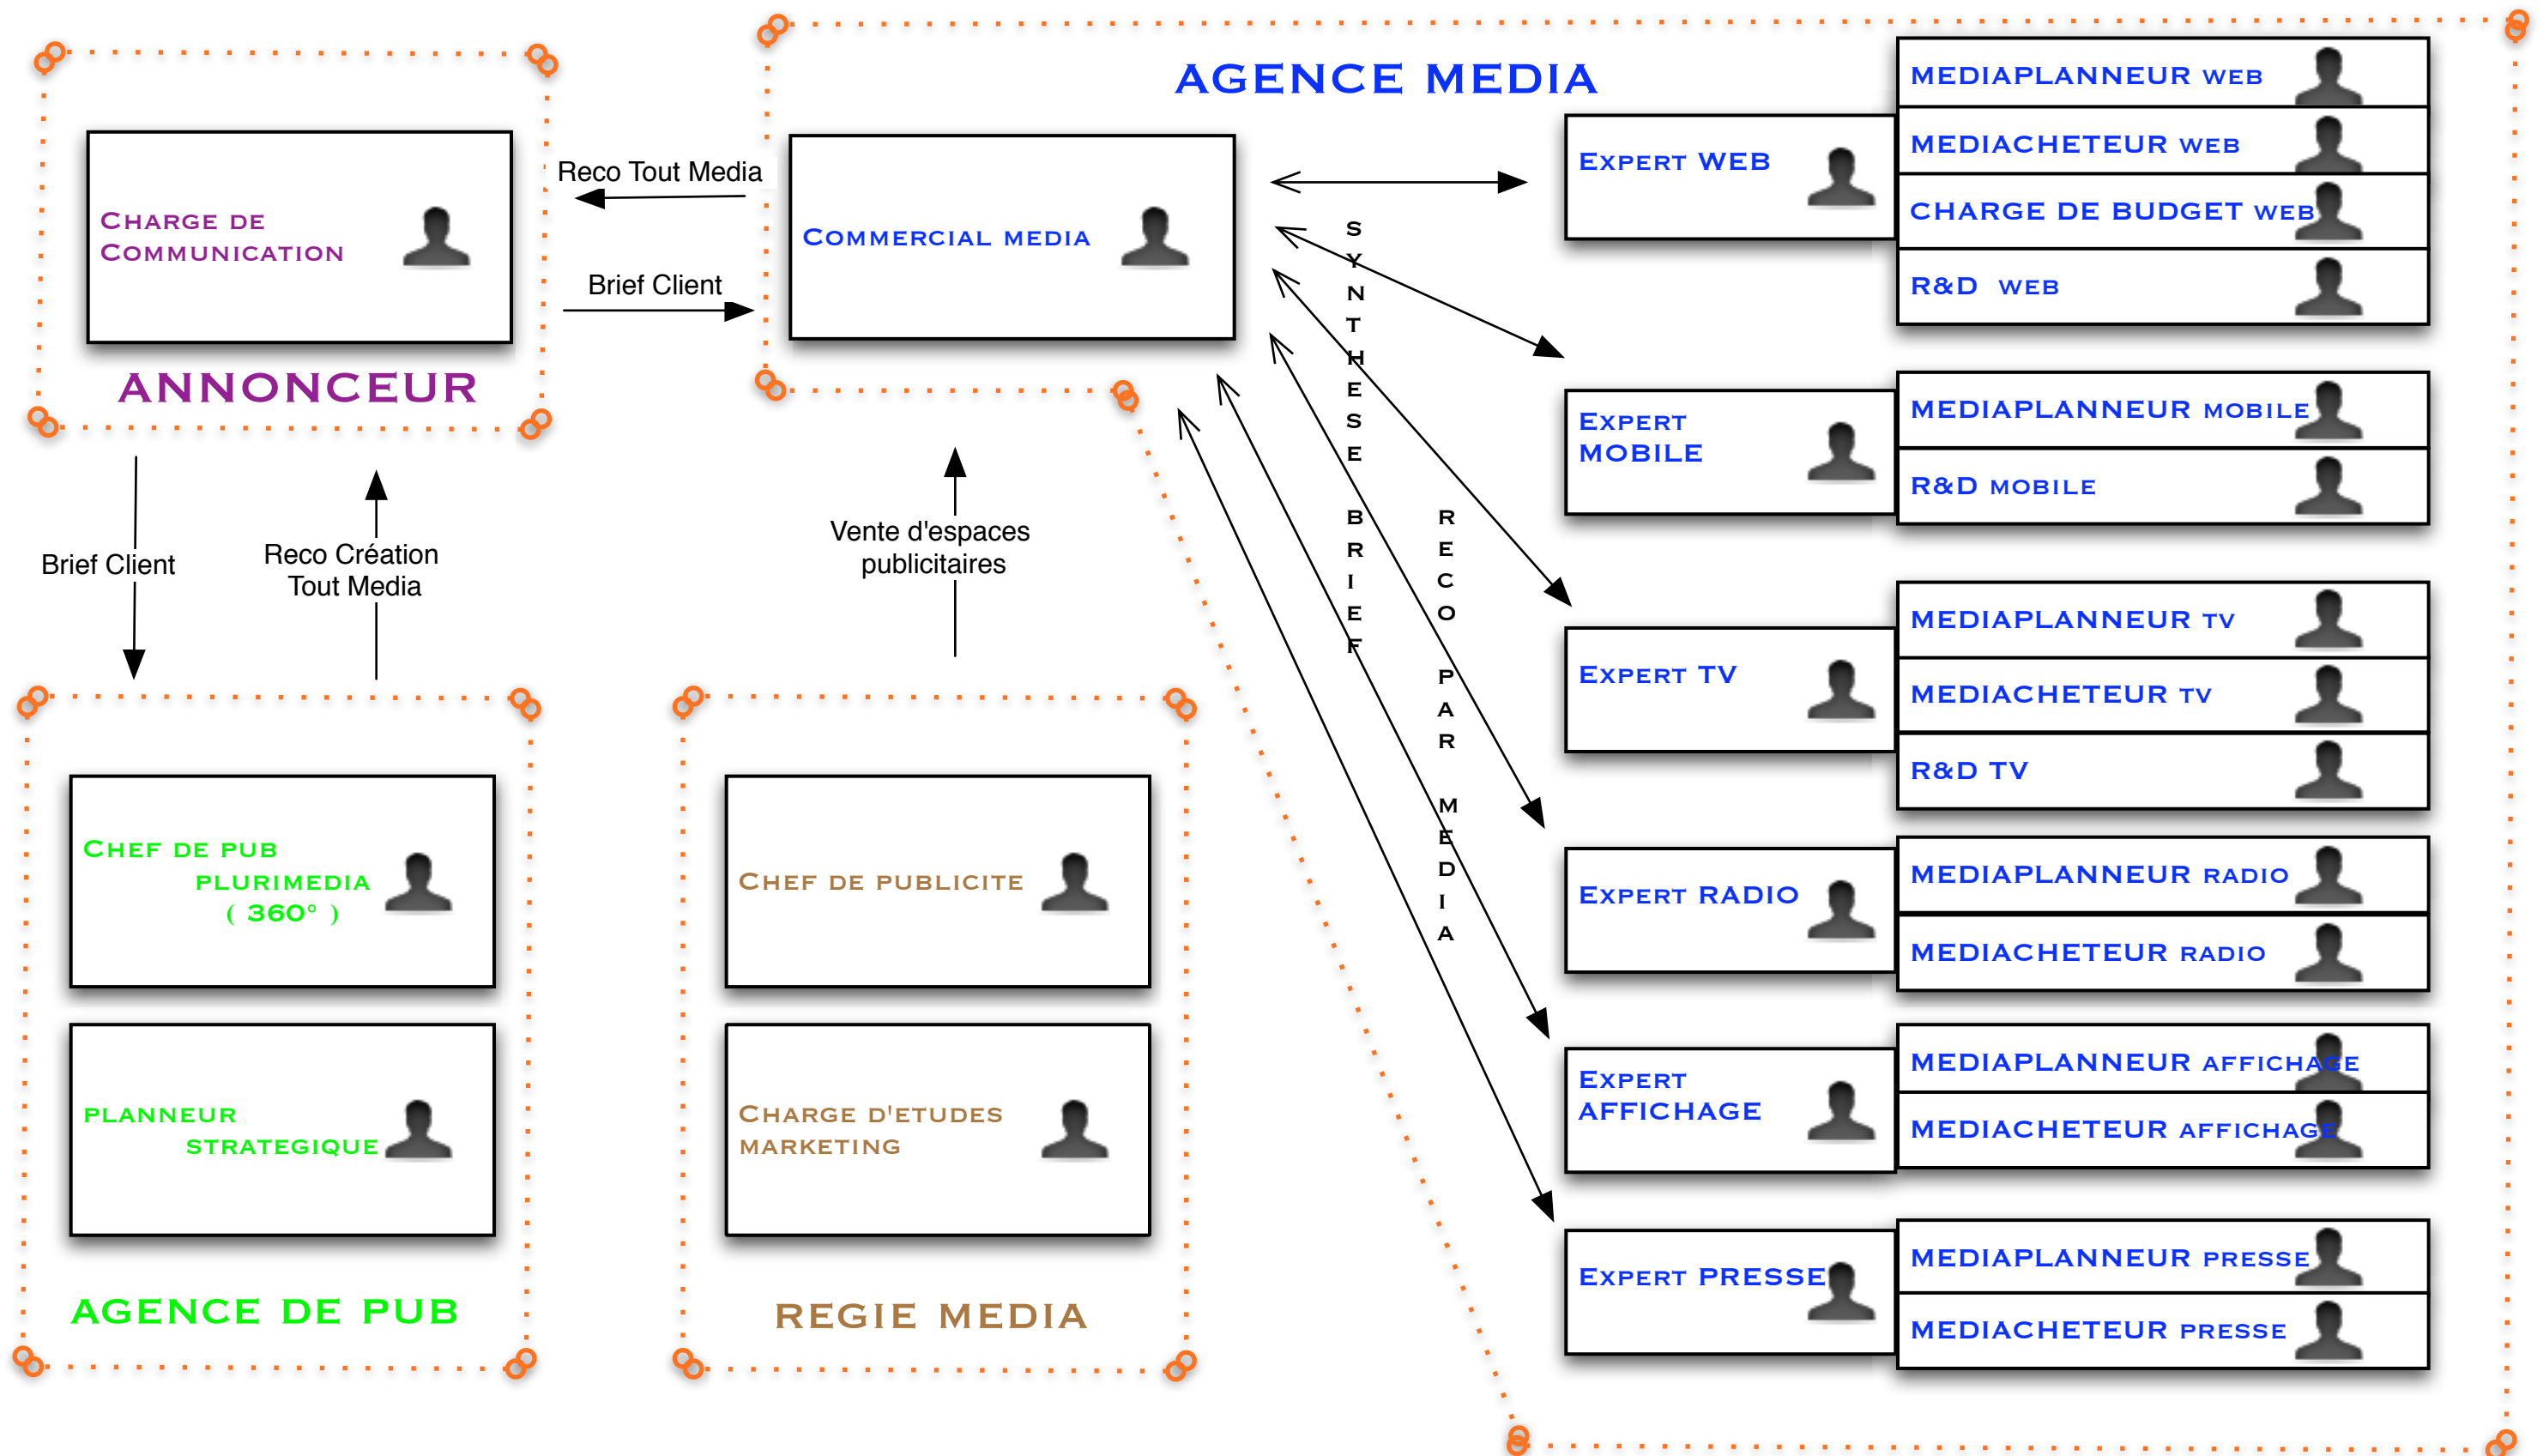 AGENCE MEDIA
CHARGE DE
COMMUNICATION
ANNONCEUR
Reco Tout Media
Brief Client
COMMERCIAL MEDIA
Brief Client
Reco Création
Tout Media
Vente d'espaces
publicitaires
SYNTHESE BRIEF
RECO PAR MEDIA
CHEF DE PUB
PLURIMEDIA
( 360° )
PLANNEUR
STRATEGIQUE
AGENCE DE PUB
CHEF DE PUBLICITE
CHARGE D'ETUDES
MARKETING
REGIE MEDIA
EXPERT WEB
MEDIAPLANNEUR WEB
MEDIACHETEUR WEB
CHARGE DE BUDGET WEB
R&D WEB
EXPERT
MOBILE
MEDIAPLANNEUR MOBILE
R&D MOBILE
EXPERT TV
MEDIAPLANNEUR TV
MEDIACHETEUR TV
R&D TV
EXPERT RADIO
MEDIAPLANNEUR RADIO
MEDIACHETEUR RADIO
EXPERT
AFFICHAGE
MEDIAPLANNEUR AFFICHAGE
MEDIACHETEUR AFFICHAGE
EXPERT PRESSE
MEDIAPLANNEUR PRESSE
MEDIACHETEUR PRESSE